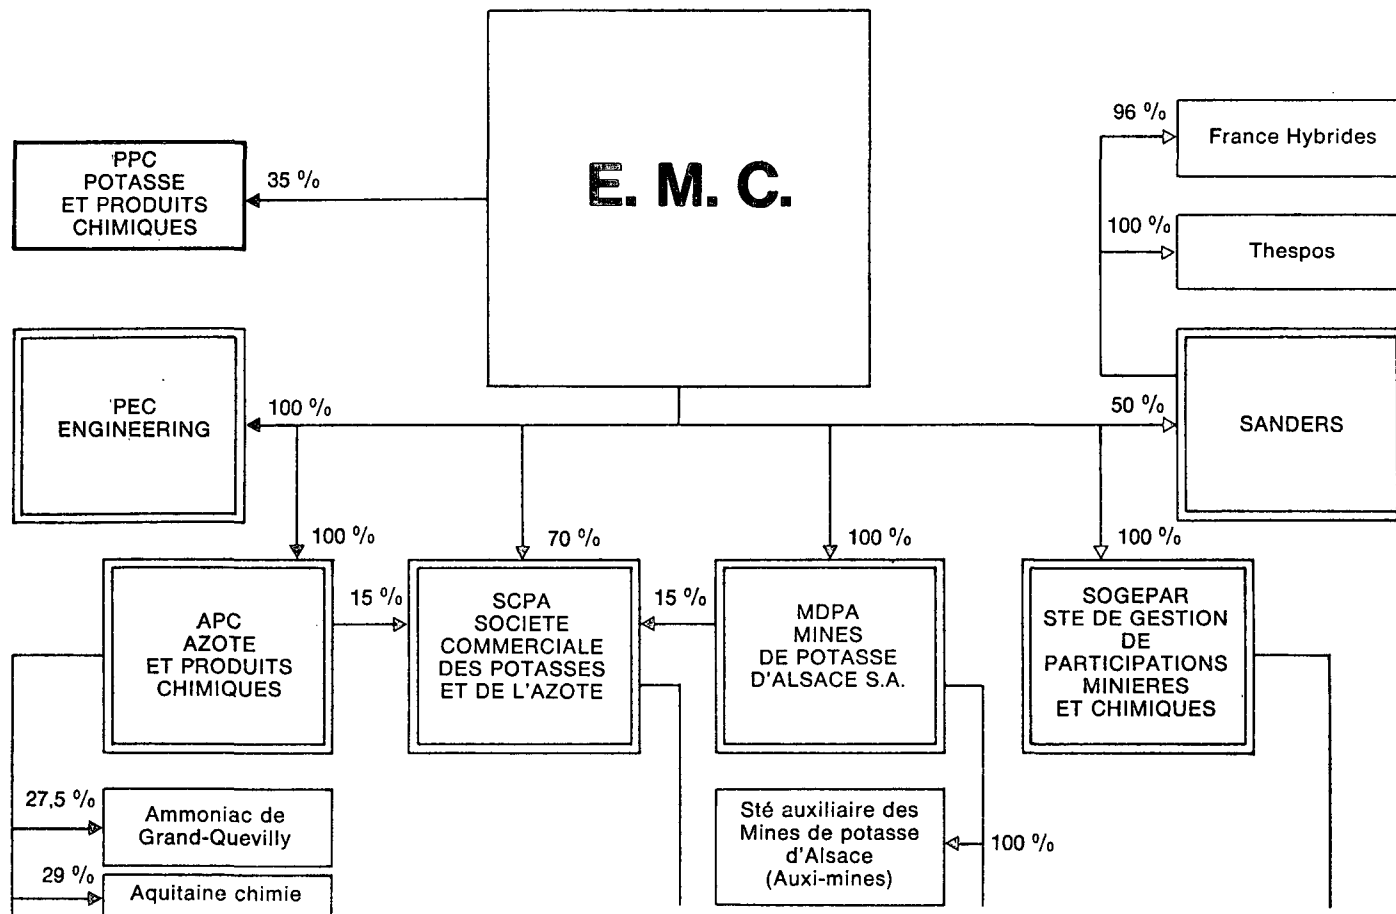 E. M. C.
PPC
POTASSE
ET PRODUITS
CHIMIQUES
35 %
96 %
France Hybrides
100 %
Thespos
PEC
ENGINEERING
100 %
50 %
SANDERS
100 %
70 %
100 %
100 %
APC
AZOTE
ET PRODUITS
CHIMIQUES
15 %
SCPA
SOCIETE
COMMERCIALE
DES POTASSES
ET DE L'AZOTE
15 %
MDPA
MINES
DE POTASSE
D'ALSACE S.A.
SOGEPAR
STE DE GESTION
DE
PARTICIPATIONS
MINIERES
ET CHIMIQUES
27,5 %
Ammoniac de
Grand-Quevilly
Sté auxiliaire des
Mines de potasse
d'Alsace
(Auxi-mines)
100 %
29 %
Aquitaine chimie